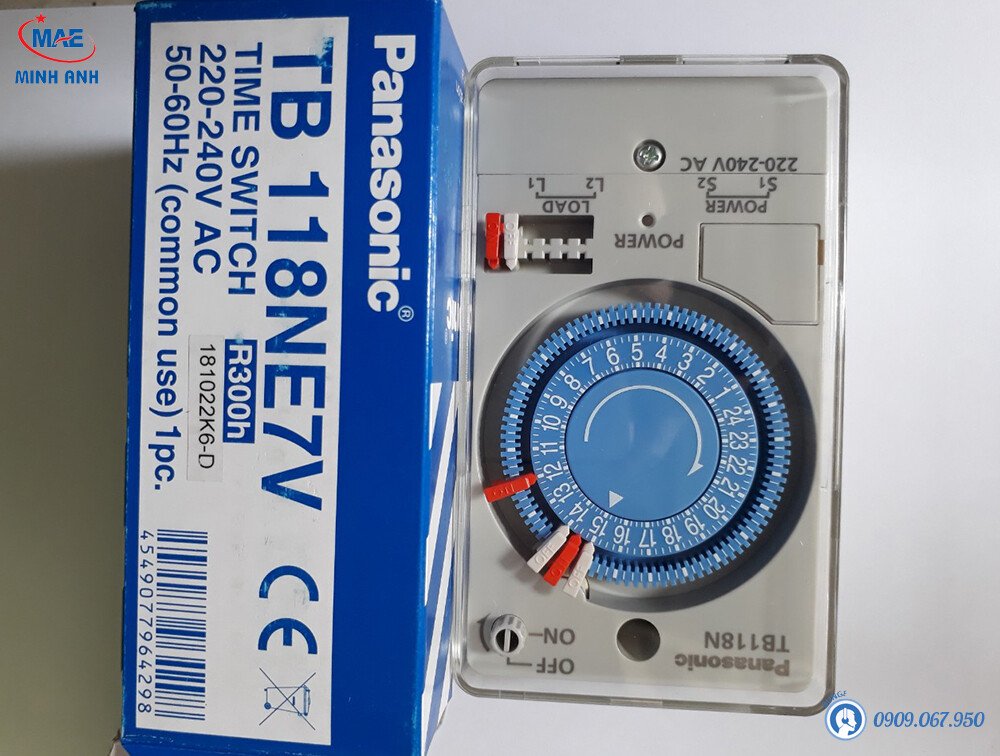 MAE
MINH ANH
Panasonic®
TB 118NE7V
TIME SWITCH
220-240V AC
50-60Hz (common use) 1pc.
R300h
181022K6-D
CE
4549077964298
Panasonic
TB118N
OFF
ON
1 2 3 4 5 6 7 8 9 10 11 12 13 14 15 16 17 18 19 20 21 22 23 24
POWER
POWER
S1 S2
LOAD
L2 L1
220-240V AC
0909.067.950